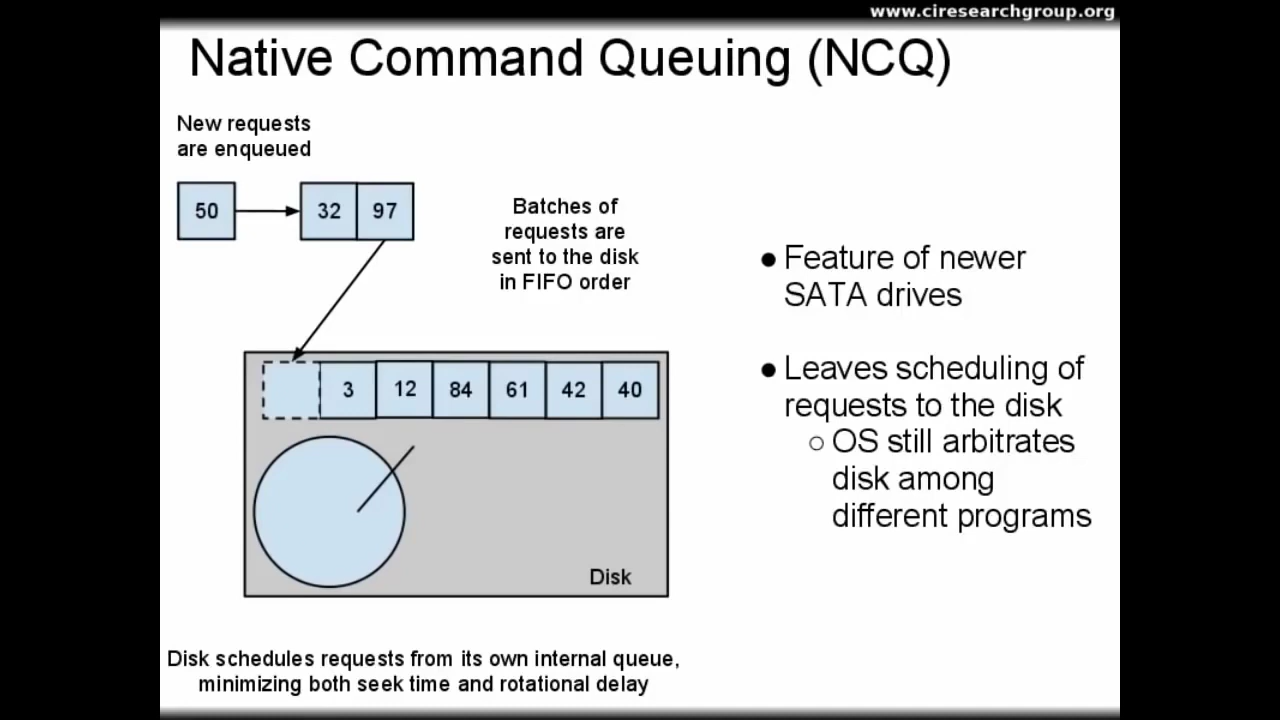 www.ciresearchgroup.org
Native Command Queuing (NCQ)
New requests
are enqueued
50
32
97
Batches of
requests are
sent to the disk
in FIFO order
3
12
84
61
42
40
Disk
Disk schedules requests from its own internal queue,
minimizing both seek time and rotational delay
● Feature of newer
SATA drives
● Leaves scheduling of
requests to the disk
○ OS still arbitrates
disk among
different programs